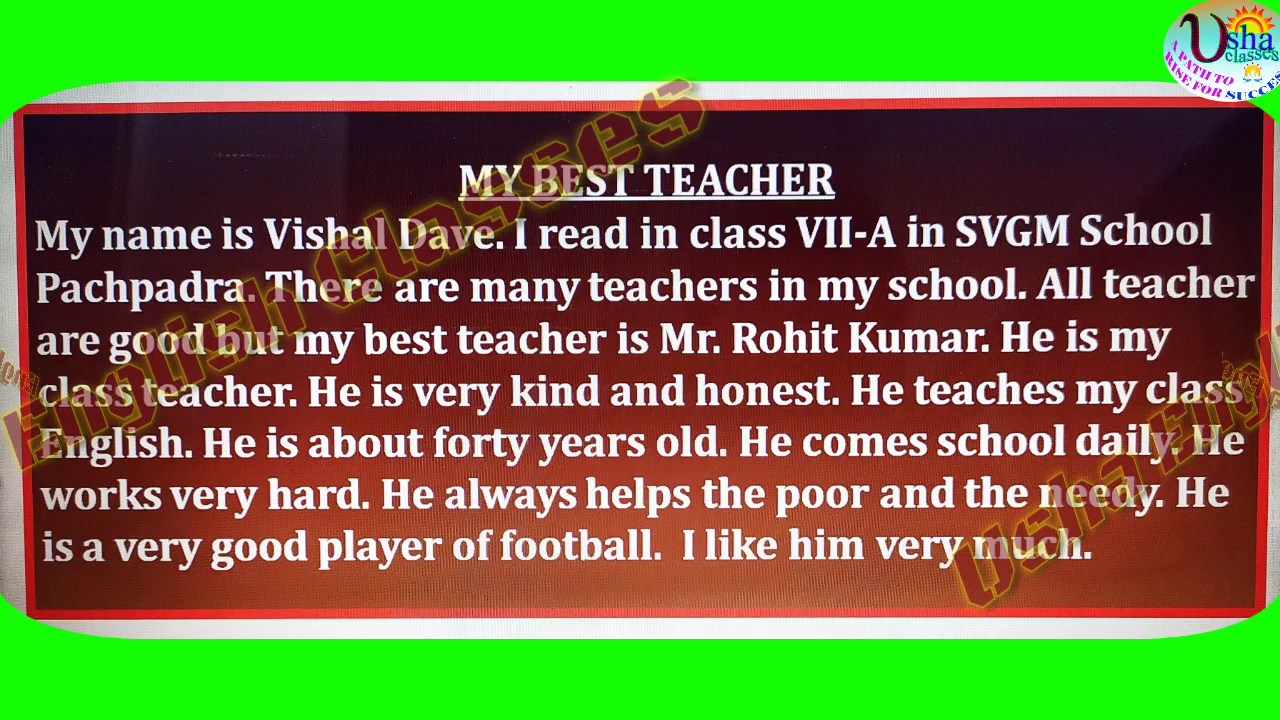 Usha
classes
A PATH TO
RISE FOR SUCCES
MY BEST TEACHER
My name is Vishal Dave. I read in class VII-A in SVGM School
Pachpadra. There are many teachers in my school. All teacher
are good but my best teacher is Mr. Rohit Kumar. He is my
class teacher. He is very kind and honest. He teaches my class
English. He is about forty years old. He comes school daily. He
works very hard. He always helps the poor and the needy. He
is a very good player of football. I like him very much.
English Classes
Usha Engl